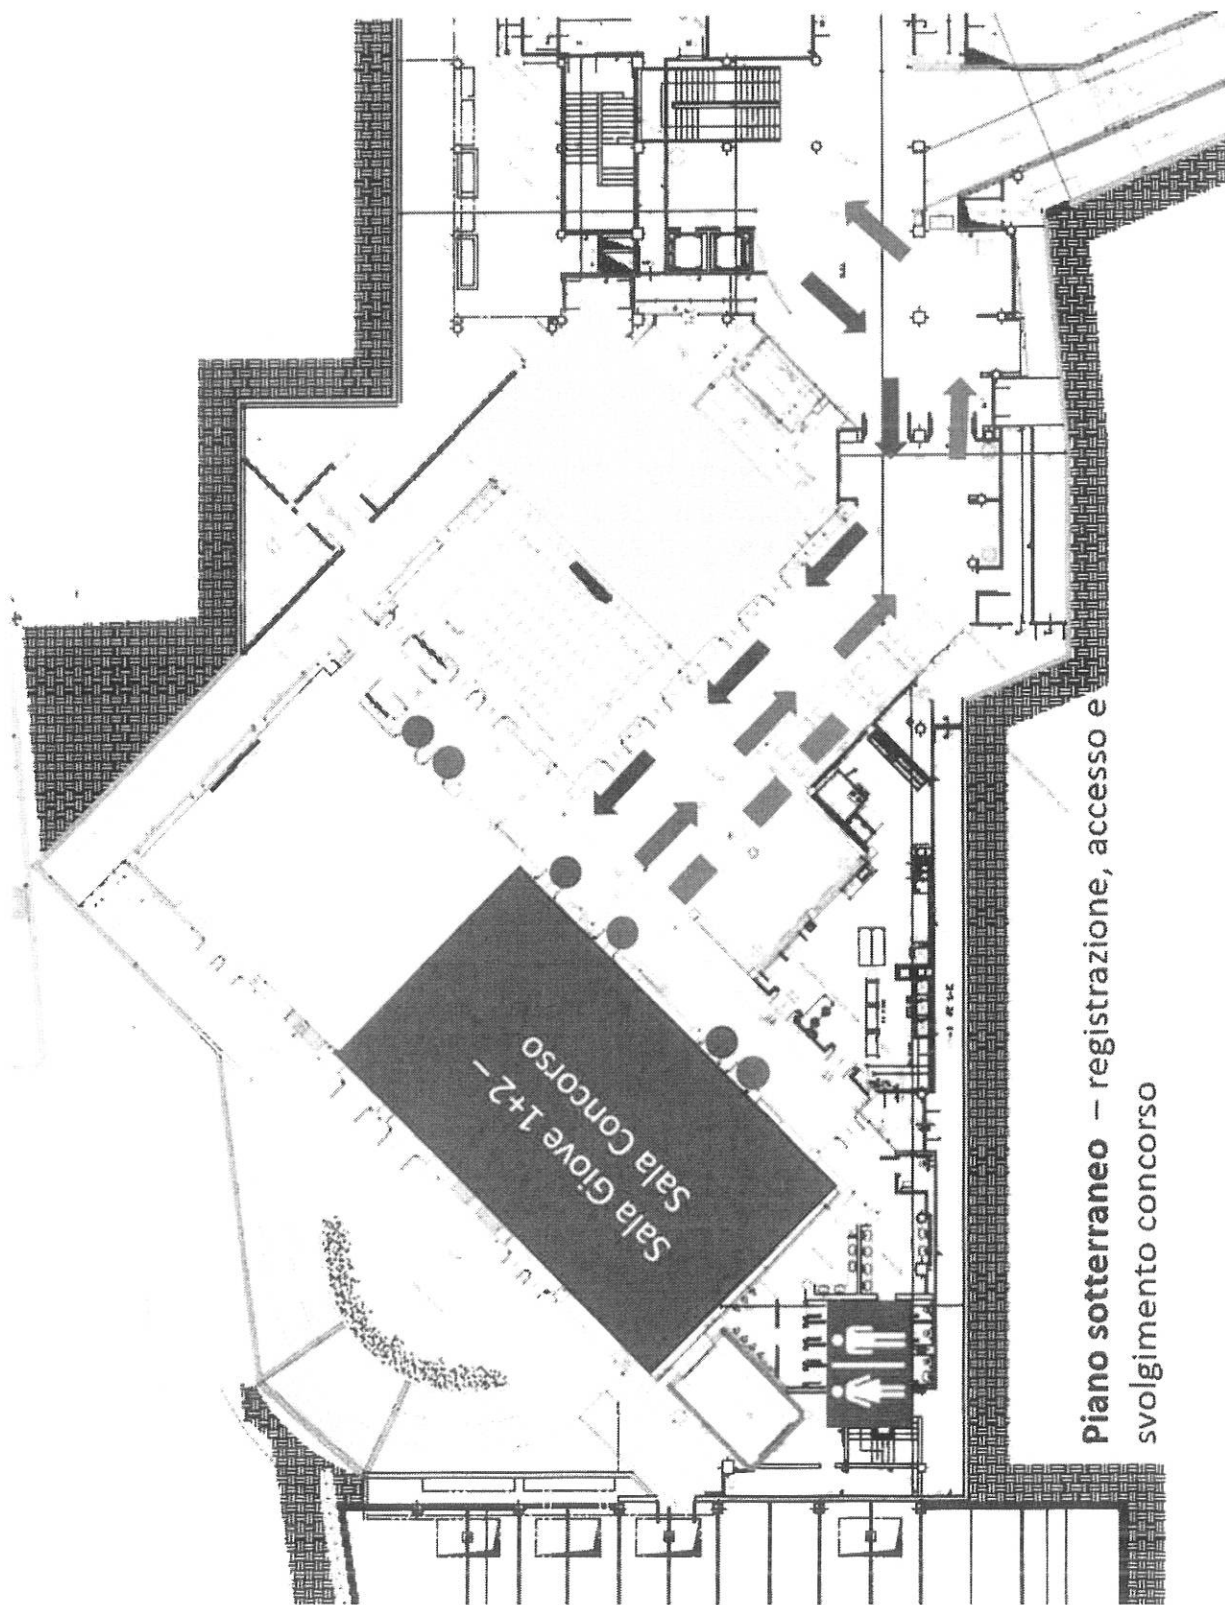 Sala Giove 1+2 –
Sala Concorso
Piano sotterraneo – registrazione, accesso e
svolgimento concorso